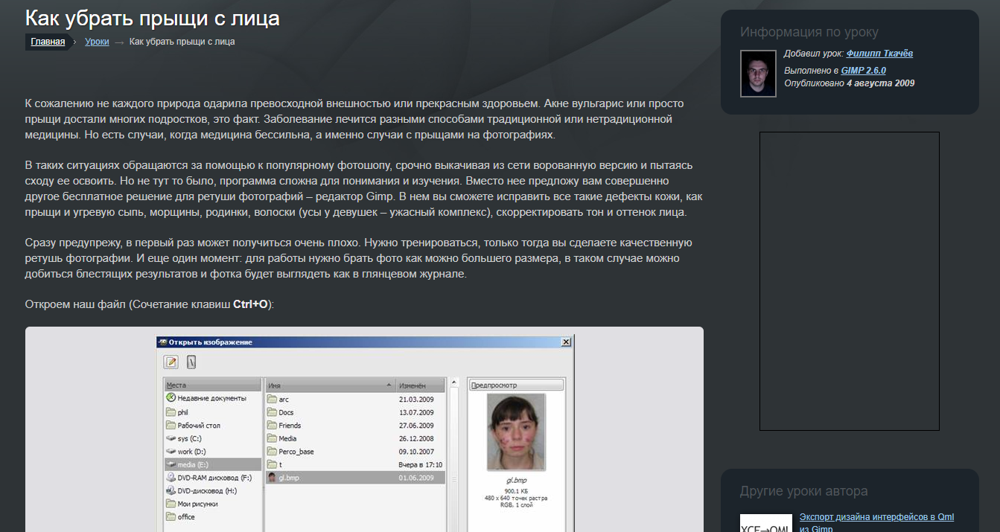 Как убрать прыщи с лица
Главная Уроки → Как убрать прыщи с лица
К сожалению не каждого природа одарила превосходной внешностью или прекрасным здоровьем. Акне вульгарис или просто
прыщи достали многих подростков, это факт. Заболевание лечится разными способами традиционной или нетрадиционной
медицины. Но есть случаи, когда медицина бессильна, а именно случаи с прыщами на фотографиях.
В таких ситуациях обращаются за помощью к популярному фотошопу, срочно выкачивая из сети ворованную версию и пытаясь
сходу ее освоить. Но не тут то было, программа сложна для понимания и изучения. Вместо нее предложу вам совершенно
другое бесплатное решение для ретуши фотографий – редактор Gimp. В нем вы сможете исправить все такие дефекты кожи, как
прыщи и угревую сыпь, морщины, родинки, волоски (усы у девушек – ужасный комплекс), скорректировать тон и оттенок лица.
Сразу предупрежу, в первый раз может получиться очень плохо. Нужно тренироваться, только тогда вы сделаете качественную
ретушь фотографии. И еще один момент: для работы нужно брать фото как можно большего размера, в таком случае можно
добиться блестящих результатов и фотка будет выглядеть как в глянцевом журнале.
Откроем наш файл (Сочетание клавиш Ctrl+O):
Открыть изображение
Места
Недавние документы
phil
Рабочий стол
sys (C:)
work (D:)
media (E:)
DVD-RAM дисковод (F:)
DVD-дисковод (H:)
Мои рисунки
office
Имя Изменён
arc 21.03.2009
Docs 13.07.2009
Friends 27.06.2009
Media 26.12.2008
Perco_base 09.10.2007
t Вчера в 17:10
gl.bmp 01.06.2009
Предпросмотр
gl.bmp
900,1 КБ
480 x 640 точек растра
RGB, 1 слой
Информация по уроку
Добавил урок: Филипп Ткачёв
Выполнено в GIMP 2.6.0
Опубликовано 4 августа 2009
Другие уроки автора
XCF→QML
Экспорт дизайна интерфейсов в Qml
из Gimp